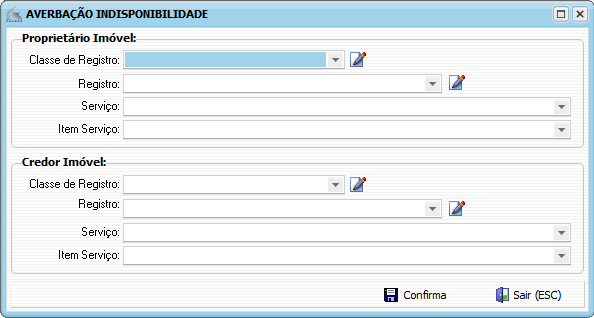 AVERBAÇÃO INDISPONIBILIDADE
Proprietário Imóvel:
Classe de Registro:
Registro:
Serviço:
Item Serviço:
Credor Imóvel:
Classe de Registro:
Registro:
Serviço:
Item Serviço:
Confirma Sair (ESC)